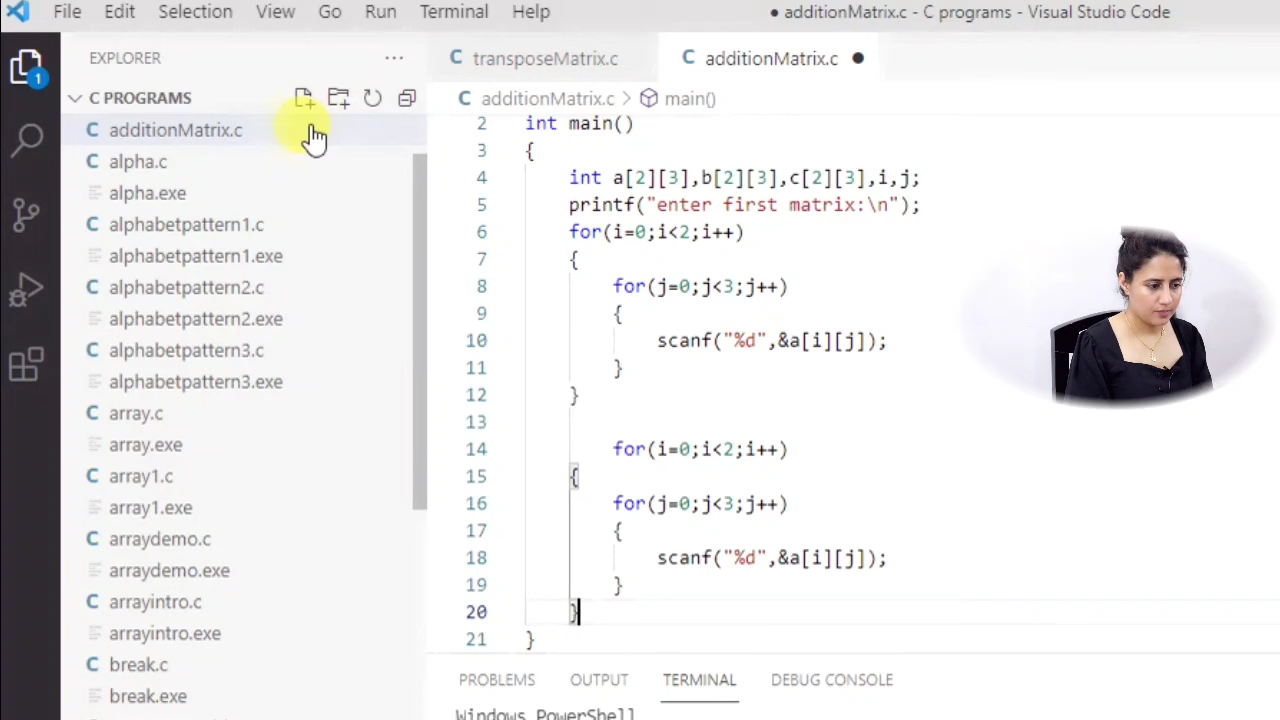 File Edit Selection View Go Run Terminal Help ● additionMatrix.c - C programs - Visual Studio Code
EXPLORER ...
C transposeMatrix.c
C additionMatrix.c ●
1
C PROGRAMS
C additionMatrix.c > main()
C additionMatrix.c
C alpha.c
alpha.exe
C alphabetpattern1.c
alphabetpattern1.exe
C alphabetpattern2.c
alphabetpattern2.exe
C alphabetpattern3.c
alphabetpattern3.exe
C array.c
array.exe
C array1.c
array1.exe
C arraydemo.c
arraydemo.exe
C arrayintro.c
arrayintro.exe
C break.c
break.exe
2 int main()
3 {
4 int a[2][3],b[2][3],c[2][3],i,j;
5 printf("enter first matrix:\n");
6 for(i=0;i<2;i++)
7 {
8 for(j=0;j<3;j++)
9 {
10 scanf("%d",&a[i][j]);
11 }
12 }
13
14 for(i=0;i<2;i++)
15 {
16 for(j=0;j<3;j++)
17 {
18 scanf("%d",&a[i][j]);
19 }
20 }
21 }
PROBLEMS OUTPUT TERMINAL DEBUG CONSOLE
Windows PowerShell